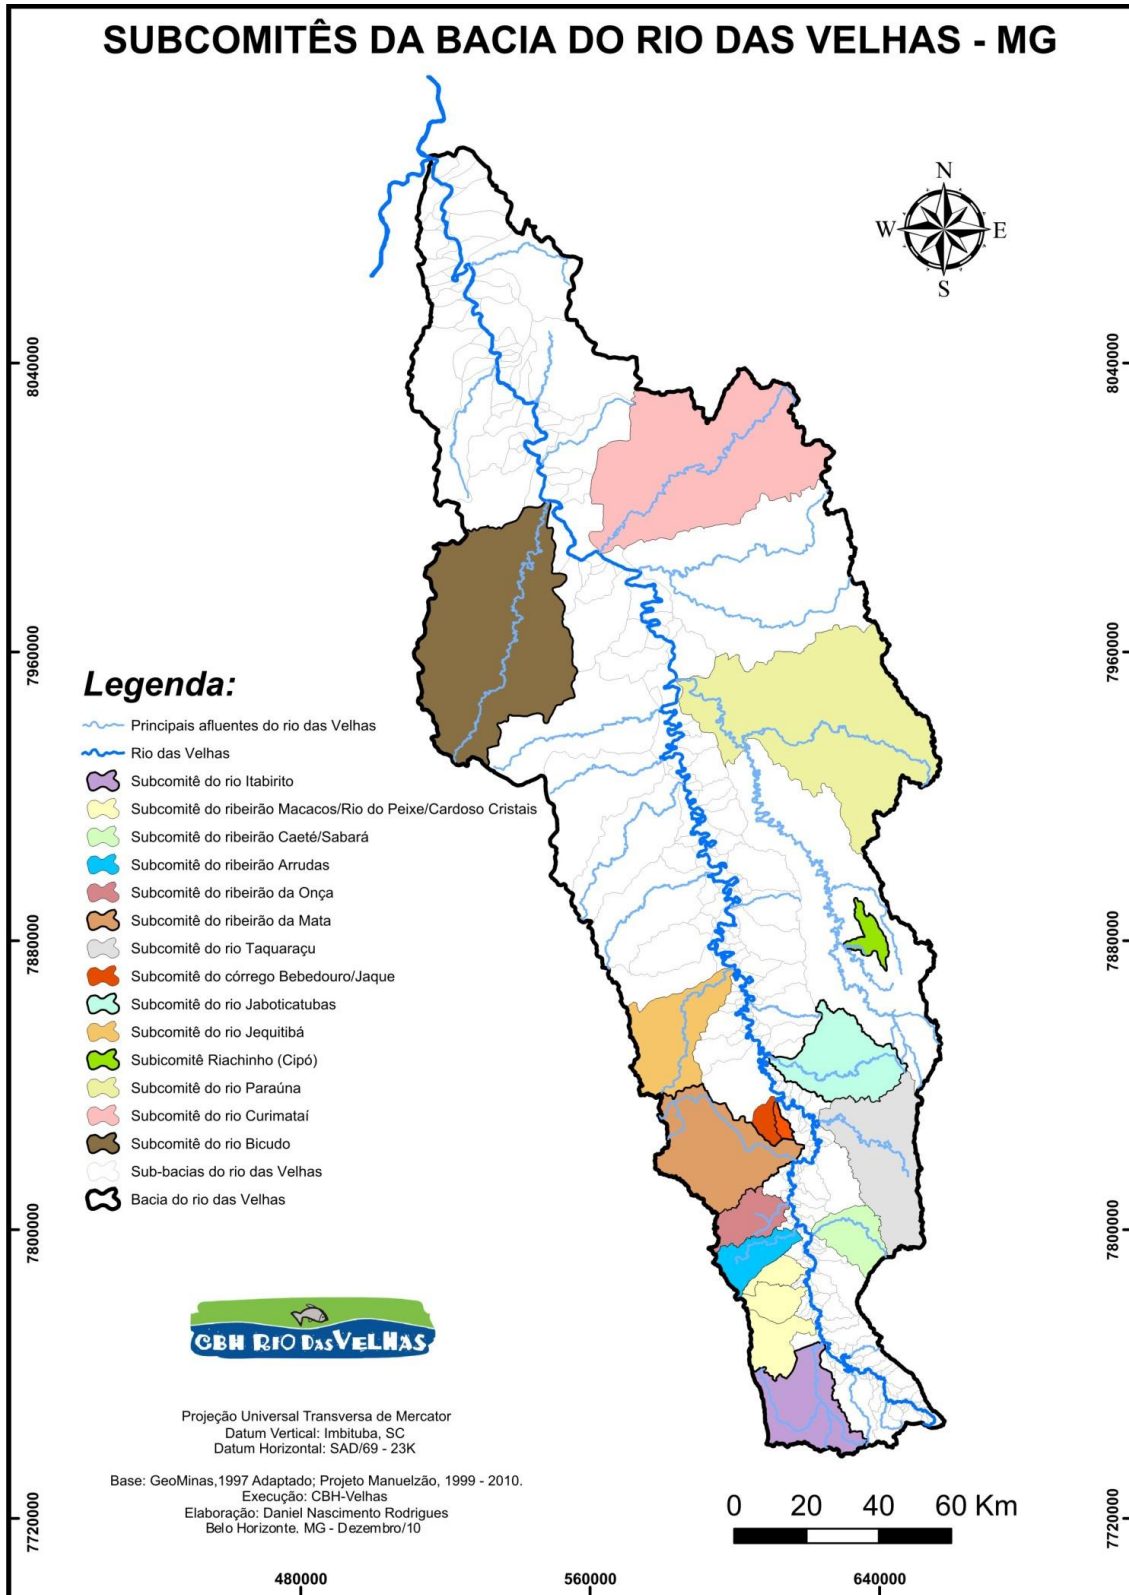 SUBCOMITÊS DA BACIA DO RIO DAS VELHAS - MG
N
W E
S
8040000
8040000
7960000
7960000
Legenda:
Principais afluentes do rio das Velhas
Rio das Velhas
Subcomitê do rio Itabirito
Subcomitê do ribeirão Macacos/Rio do Peixe/Cardoso Cristais
Subcomitê do ribeirão Caeté/Sabará
Subcomitê do ribeirão Arrudas
Subcomitê do ribeirão da Onça
Subcomitê do ribeirão da Mata
Subcomitê do rio Taquaraçu
Subcomitê do córrego Bebedouro/Jaque
Subcomitê do rio Jaboticatubas
Subcomitê do rio Jequitibá
Subicomitê Riachinho (Cipó)
Subcomitê do rio Paraúna
Subcomitê do rio Curimataí
Subcomitê do rio Bicudo
Sub-bacias do rio das Velhas
Bacia do rio das Velhas
7880000
7880000
7800000
7800000
CBH RIO DAS VELHAS
Projeção Universal Transversa de Mercator
Datum Vertical: Imbituba, SC
Datum Horizontal: SAD/69 - 23K
Base: GeoMinas,1997 Adaptado; Projeto Manuelzão, 1999 - 2010.
Execução: CBH-Velhas
Elaboração: Daniel Nascimento Rodrigues
Belo Horizonte. MG - Dezembro/10
0 20 40 60 Km
7720000
7720000
480000 560000 640000